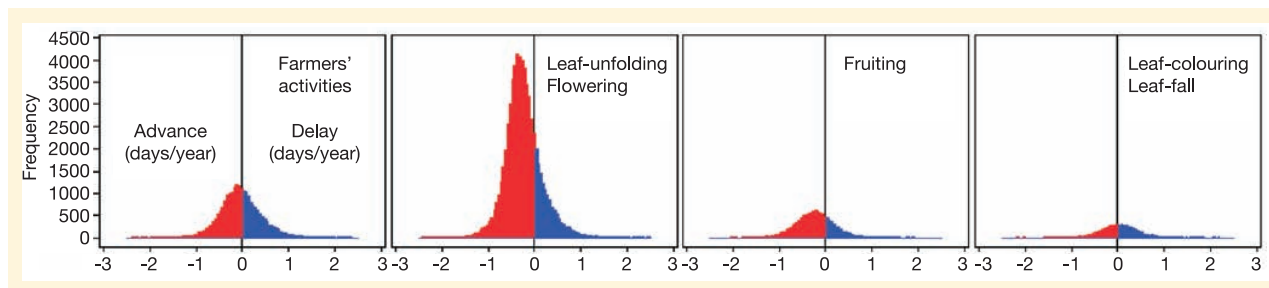 Frequency
4500
4000
3500
3000
2500
2000
1500
1000
500
0
Farmers'
activities
Advance
(days/year)
Delay
(days/year)
-3 -2 -1 0 1 2 3
Leaf-unfolding
Flowering
-3 -2 -1 0 1 2 3
Fruiting
-3 -2 -1 0 1 2 3
Leaf-colouring
Leaf-fall
-3 -2 -1 0 1 2 3